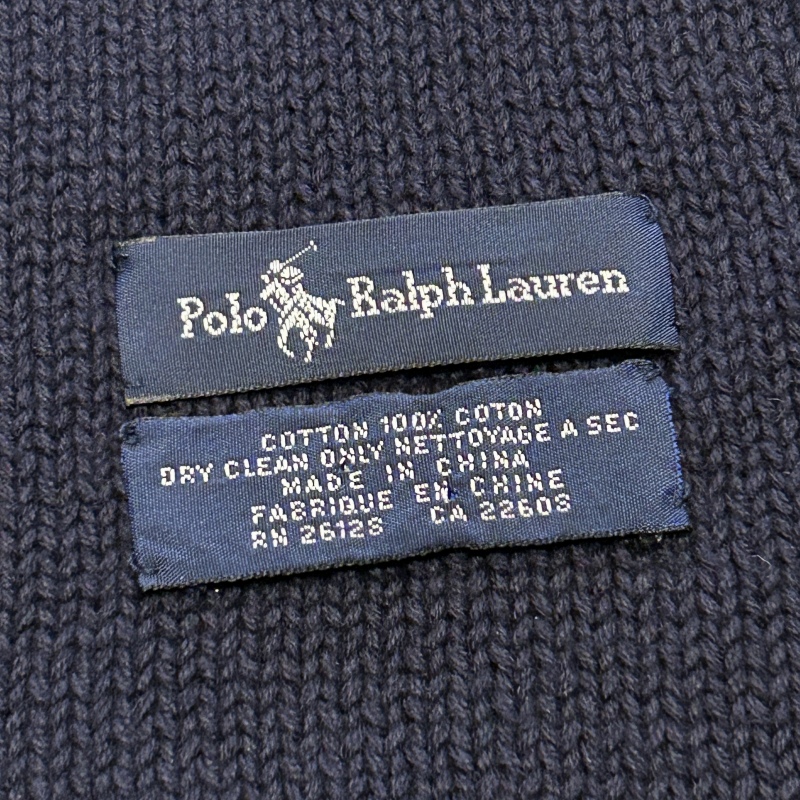 Polo Ralph Lauren
COTTON 100% COTON
DRY CLEAN ONLY NETTOYAGE A SEC
MADE IN CHINA
FABRIQUE EN CHINE
RN 26128 CA 22608